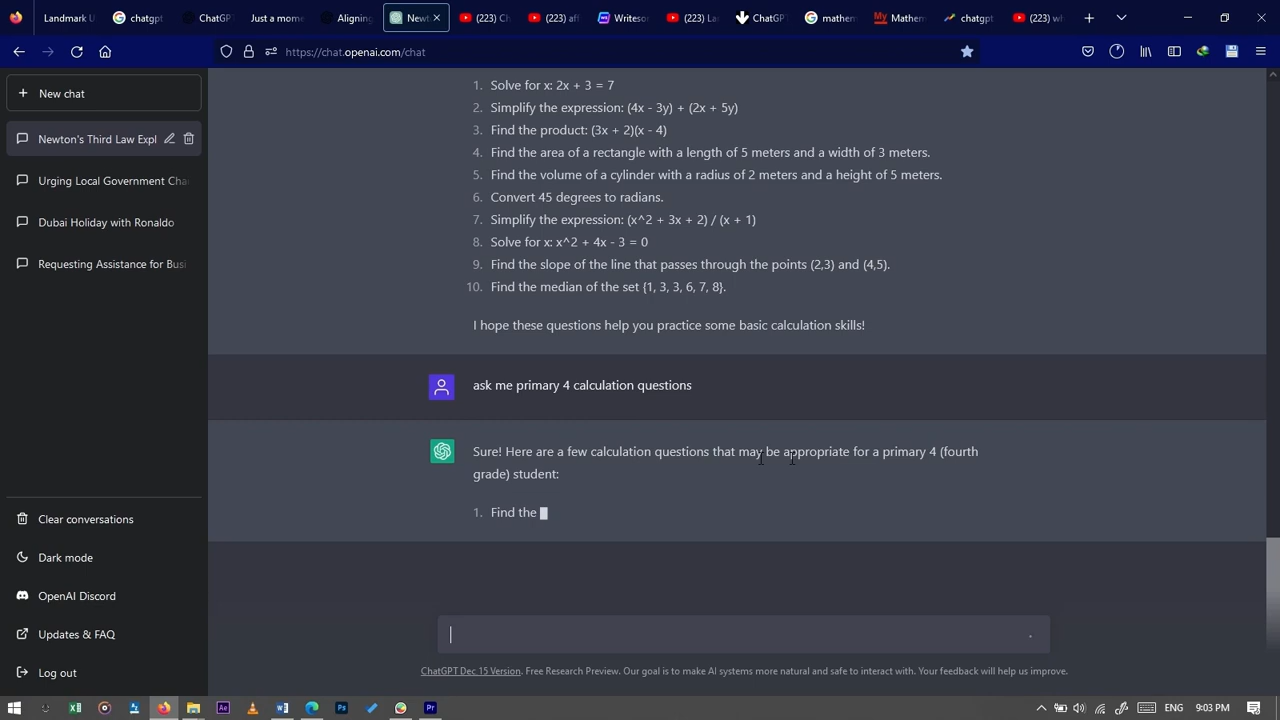 Landmark U
chatgpt
ChatGPT
Just a mome
Aligning
Newto
(223) C
(223) aff
Writeso
(223) La
ChatGPT
mathem
My Mathem
chatgpt
(223) w
https://chat.openai.com/chat
New chat
Newton's Third Law Expl
Urging Local Government Cha
Dubai Holiday with Ronaldo
Requesting Assistance for Busi
Clear conversations
Dark mode
OpenAI Discord
Updates & FAQ
Log out
1. Solve for x: 2x + 3 = 7
2. Simplify the expression: (4x - 3y) + (2x + 5y)
3. Find the product: (3x + 2)(x - 4)
4. Find the area of a rectangle with a length of 5 meters and a width of 3 meters.
5. Find the volume of a cylinder with a radius of 2 meters and a height of 5 meters.
6. Convert 45 degrees to radians.
7. Simplify the expression: (x^2 + 3x + 2) / (x + 1)
8. Solve for x: x^2 + 4x - 3 = 0
9. Find the slope of the line that passes through the points (2,3) and (4,5).
10. Find the median of the set {1, 3, 3, 6, 7, 8}.
I hope these questions help you practice some basic calculation skills!
ask me primary 4 calculation questions
Sure! Here are a few calculation questions that may be appropriate for a primary 4 (fourth
grade) student:
1. Find the
ChatGPT Dec 15 Version. Free Research Preview. Our goal is to make AI systems more natural and safe to interact with. Your feedback will help us improve.
ENG
9:03 PM